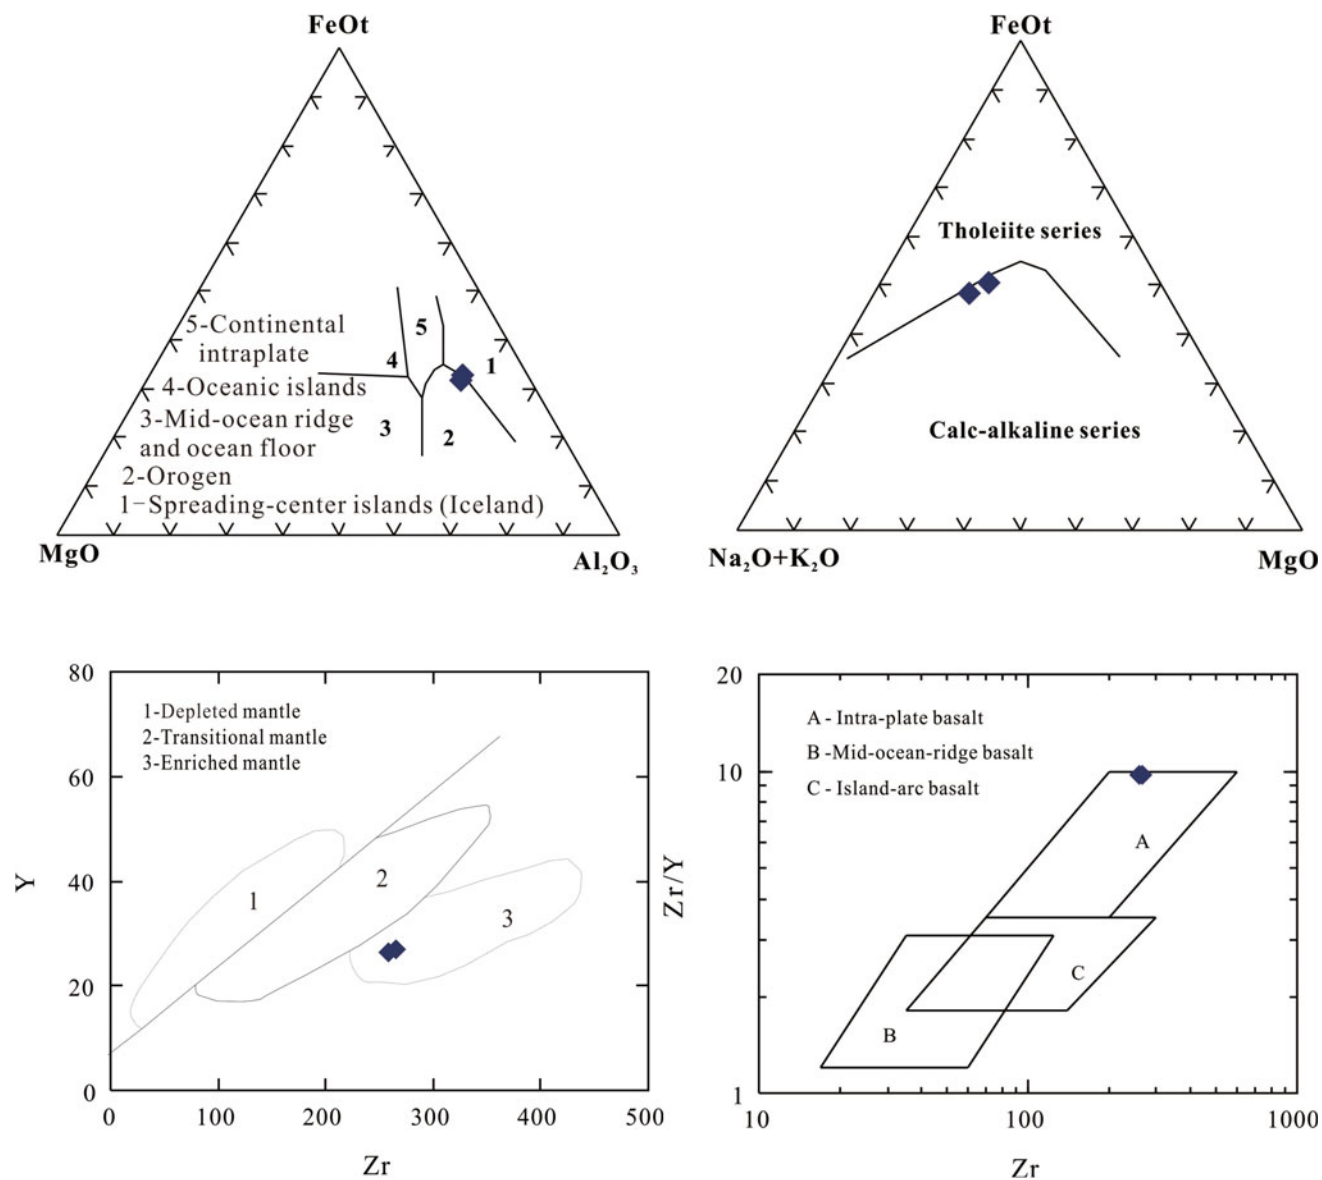 FeOt
5-Continental
intraplate
4-Oceanic islands
3-Mid-ocean ridge
and ocean floor
2-Orogen
1-Spreading-center islands (Iceland)
5
4
1
3
2
MgO
Al₂O₃
FeOt
Tholeiite series
Calc-alkaline series
Na₂O+K₂O
MgO
80
60
40
20
0
Y
1-Depleted mantle
2-Transitional mantle
3-Enriched mantle
1
2
3
0 100 200 300 400 500
Zr
20
10
1
Zr/Y
A - Intra-plate basalt
B -Mid-ocean-ridge basalt
C - Island-arc basalt
A
C
B
10 100 1000
Zr